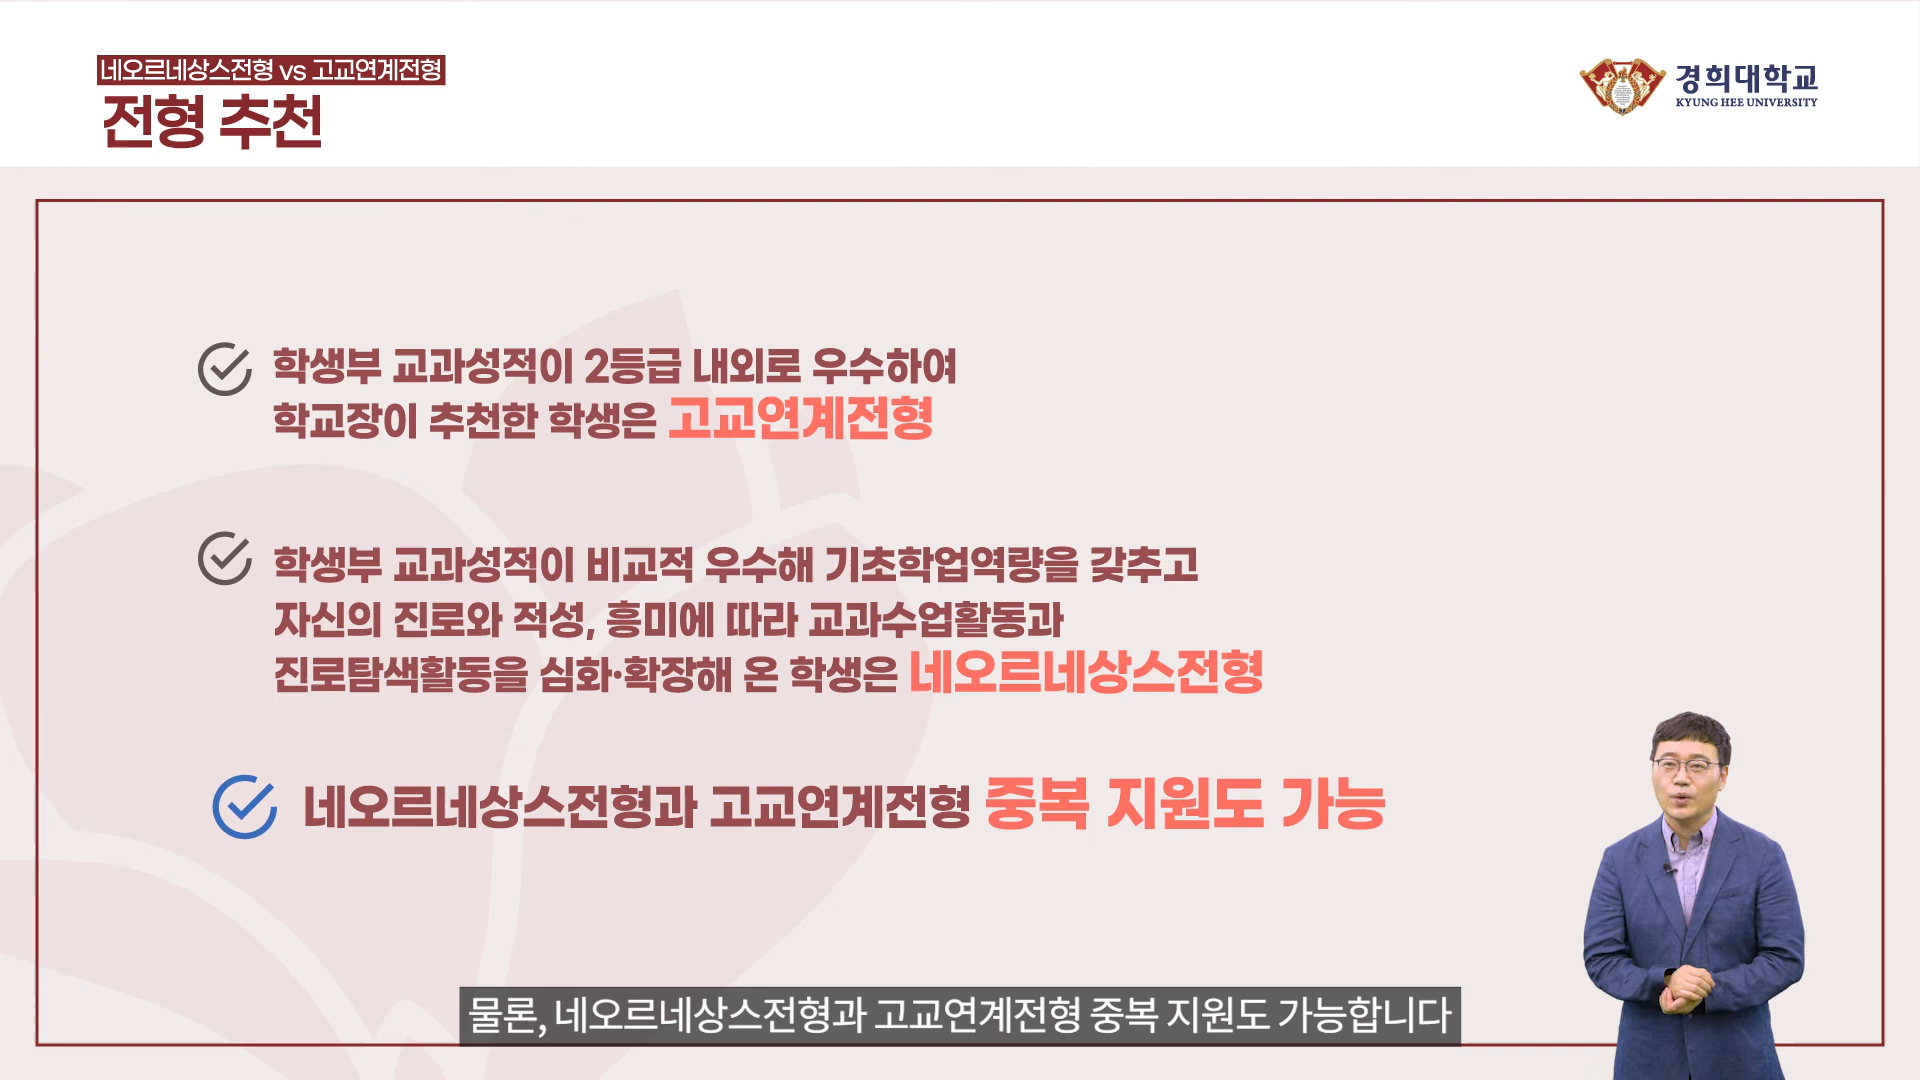 네오르네상스전형 vs 고교연계전형
전형 추천
경희대학교
KYUNG HEE UNIVERSITY
학생부 교과성적이 2등급 내외로 우수하여
학교장이 추천한 학생은 고교연계전형
학생부 교과성적이 비교적 우수해 기초학업역량을 갖추고
자신의 진로와 적성, 흥미에 따라 교과수업활동과
진로탐색활동을 심화·확장해 온 학생은 네오르네상스전형
네오르네상스전형과 고교연계전형 중복 지원도 가능
물론, 네오르네상스전형과 고교연계전형 중복 지원도 가능합니다